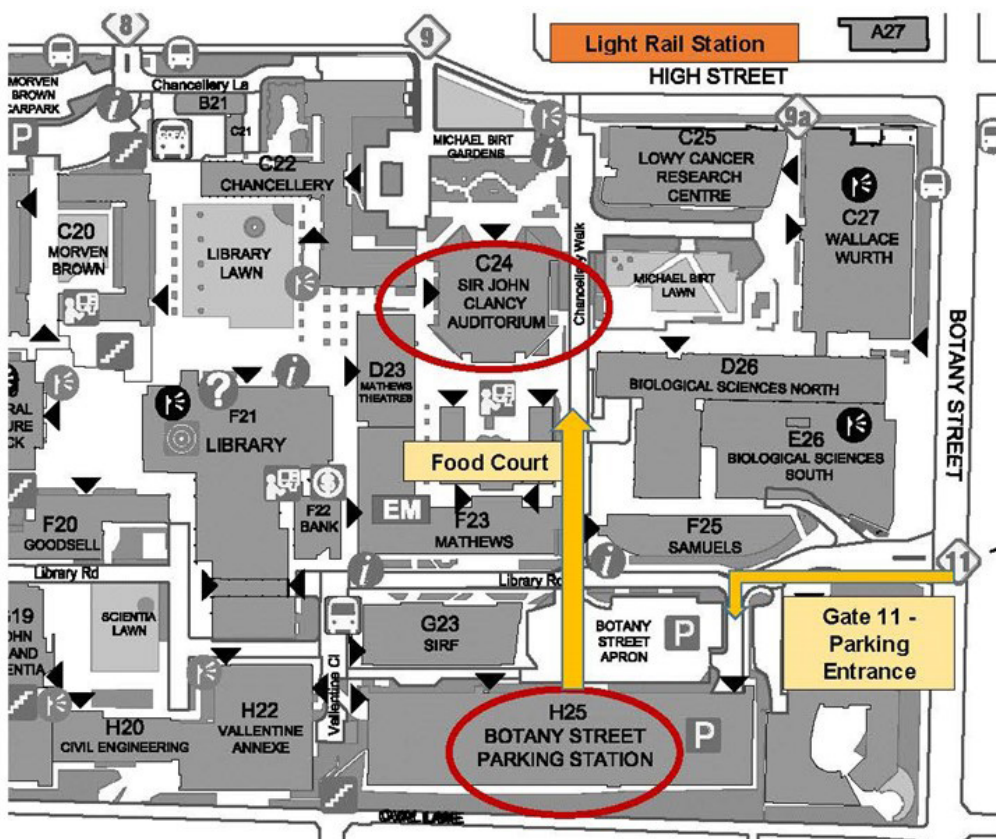 8
9
Light Rail Station
A27
HIGH STREET
MORVEN
BROWN
CARPARK
P
Chancellery La
B21
C21
C22
CHANCELLERY
MICHAEL BIRT
GARDENS
9a
C25
LOWY CANCER
RESEARCH
CENTRE
C27
WALLACE
WURTH
C20
MORVEN
BROWN
LIBRARY
LAWN
C24
SIR JOHN
CLANCY
AUDITORIUM
Chancellery Walk
MICHAEL BIRT
LAWN
BOTANY STREET
D23
MATHEWS
THEATRES
D26
BIOLOGICAL SCIENCES NORTH
?
F21
LIBRARY
E26
BIOLOGICAL SCIENCES
SOUTH
Food Court
$
F22
BANK
EM
F23
MATHEWS
F20
GOODSELL
F25
SAMUELS
Library Rd
Library Rd
11
Gate 11 -
Parking
Entrance
SCIENTIA
LAWN
G23
SIRF
BOTANY
STREET
APRON
P
Vallentine Cl
H20
CIVIL ENGINEERING
H22
VALLENTINE
ANNEXE
H25
BOTANY STREET
PARKING STATION
P